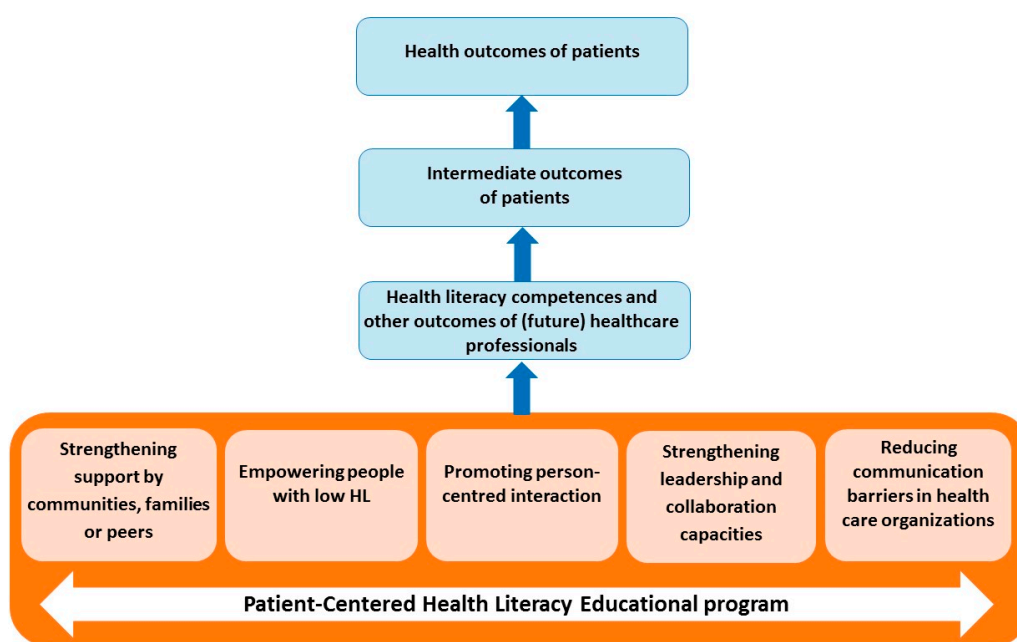 Health outcomes of patients
Intermediate outcomes
of patients
Health literacy competences and
other outcomes of (future) healthcare
professionals
Strengthening
support by
communities, families
or peers
Empowering people
with low HL
Promoting person-
centred interaction
Strengthening
leadership and
collaboration
capacities
Reducing
communication
barriers in health
care organizations
Patient-Centered Health Literacy Educational program